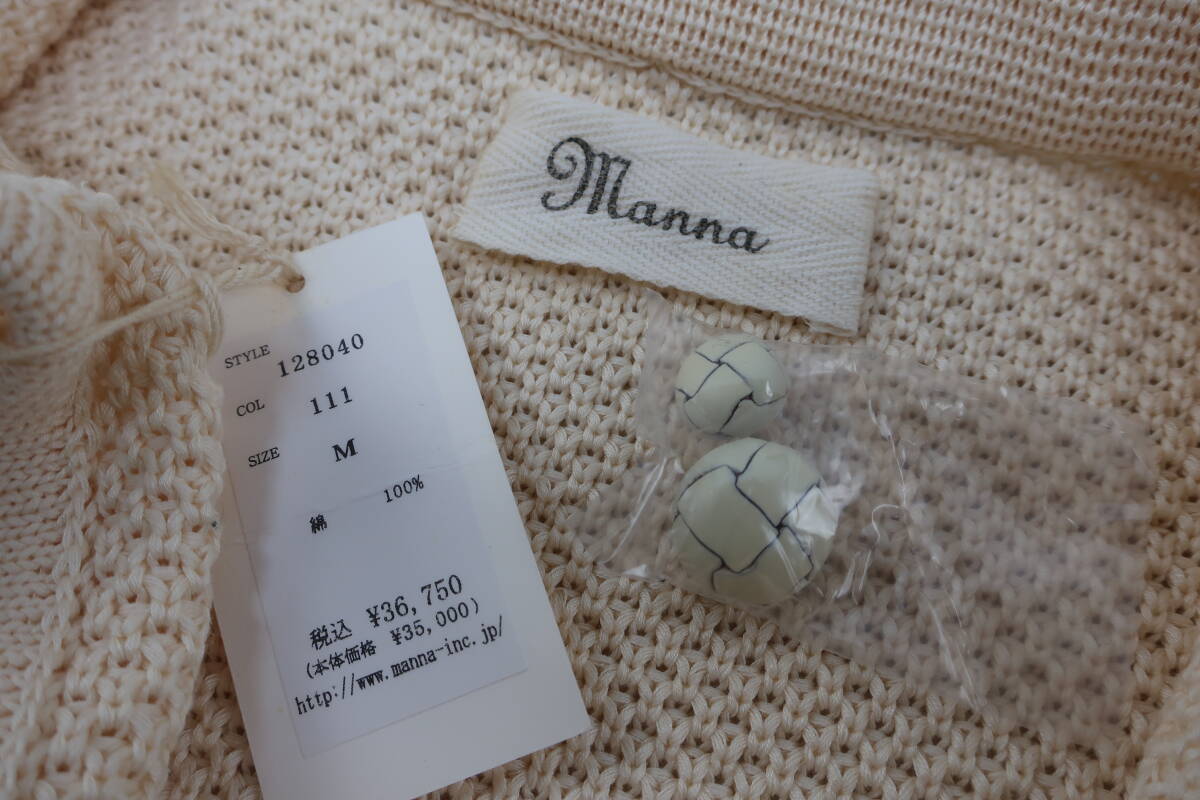 Manna
STYLE 128040
COL 111
SIZE M
綿 100%
税込 ¥36,750
(本体価格 ¥35,000)
http://www.manna-inc.jp/